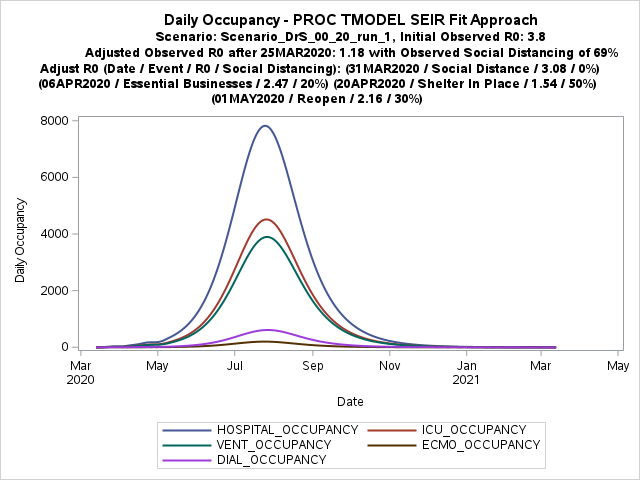 Daily Occupancy - PROC TMODEL SEIR Fit Approach
Scenario: Scenario_DrS_00_20_run_1, Initial Observed R0: 3.8
Adjusted Observed R0 after 25MAR2020: 1.18 with Observed Social Distancing of 69%
Adjust R0 (Date / Event / R0 / Social Distancing): (31MAR2020 / Social Distance / 3.08 / 0%)
(06APR2020 / Essential Businesses / 2.47 / 20%) (20APR2020 / Shelter In Place / 1.54 / 50%)
(01MAY2020 / Reopen / 2.16 / 30%)
8000
6000
4000
2000
0
Daily Occupancy
Mar May Jul Sep Nov Jan Mar May
2020 2021
Date
HOSPITAL_OCCUPANCY ICU_OCCUPANCY
VENT_OCCUPANCY ECMO_OCCUPANCY
DIAL_OCCUPANCY